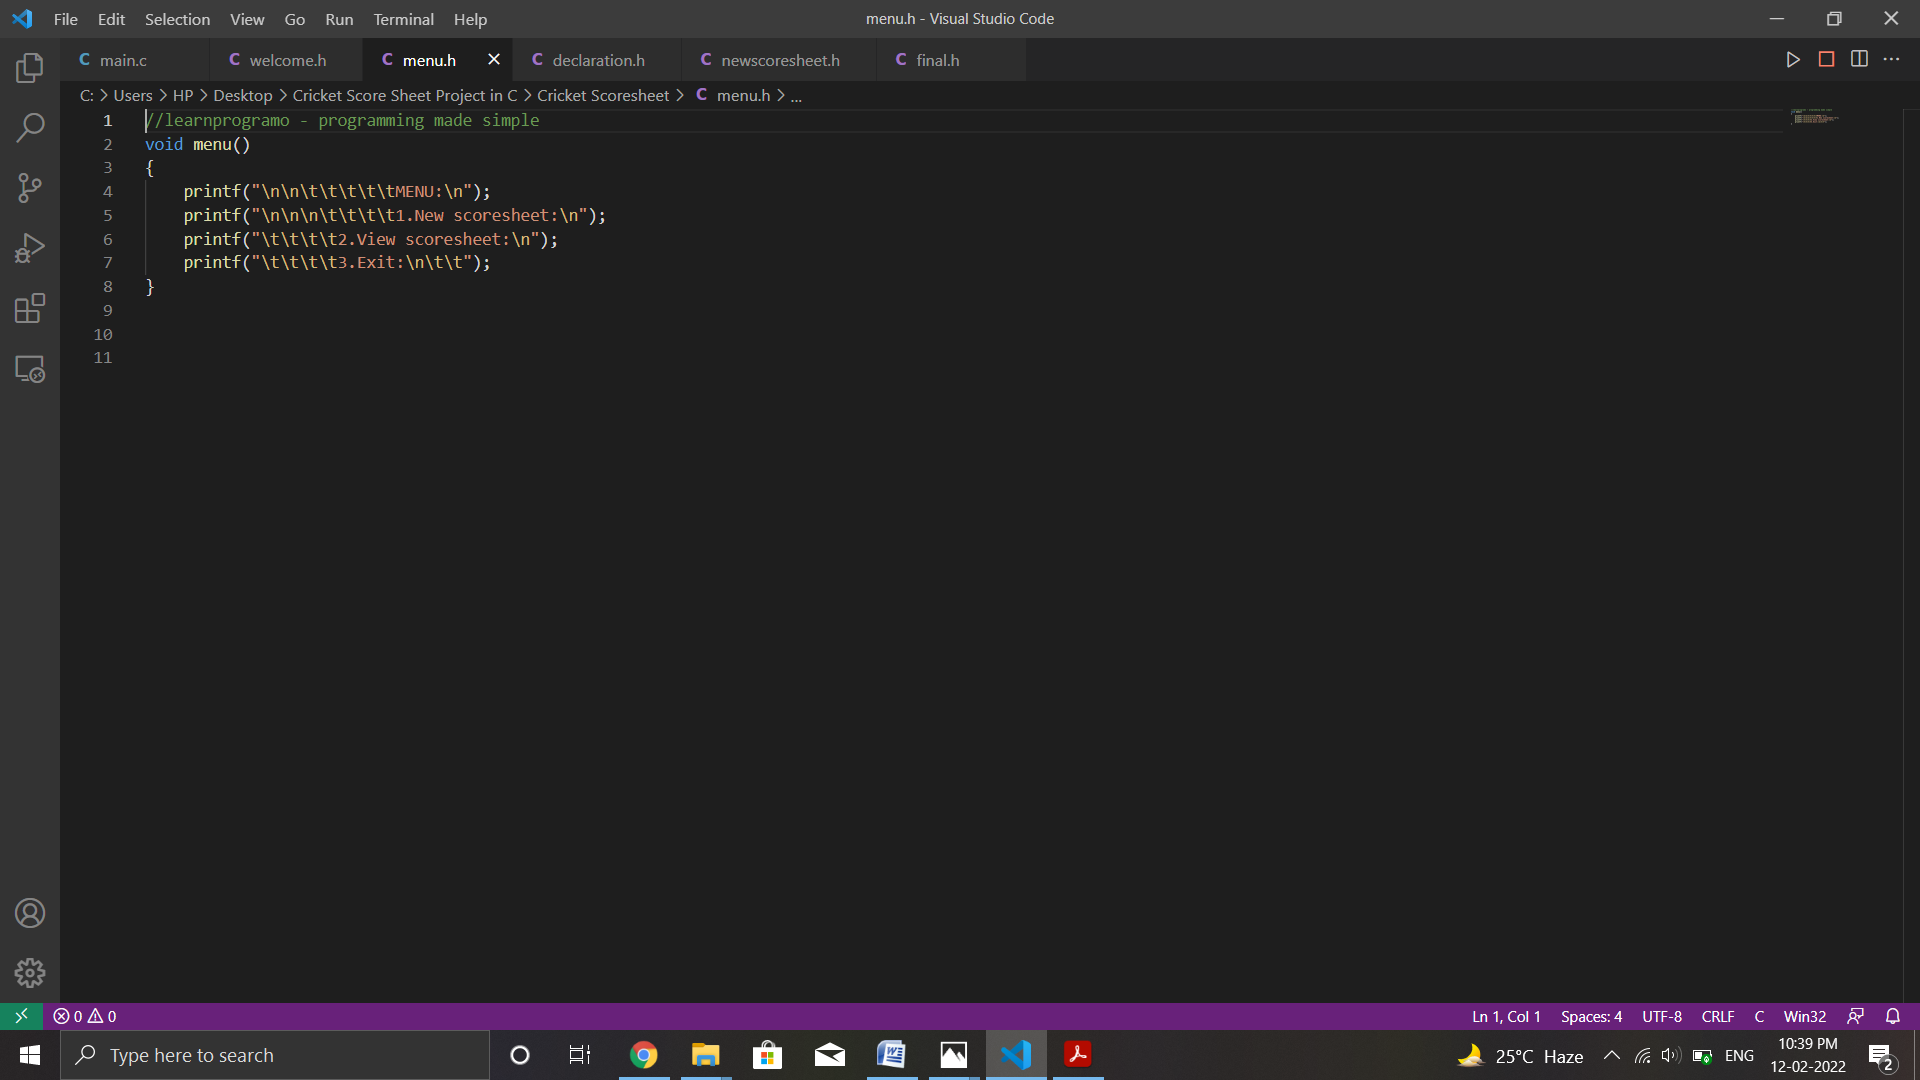 File Edit Selection View Go Run Terminal Help menu.h - Visual Studio Code
C main.c C welcome.h C menu.h C declaration.h C newscoresheet.h C final.h
C: > Users > HP > Desktop > Cricket Score Sheet Project in C > Cricket Scoresheet > C menu.h > ...
1 //learnprogramo - programming made simple
2 void menu()
3 {
4 printf("\n\n\t\t\t\t\tMENU:\n");
5 printf("\n\n\n\t\t\t\t1.New scoresheet:\n");
6 printf("\t\t\t\t2.View scoresheet:\n");
7 printf("\t\t\t\t3.Exit:\n\t\t");
8 }
9
10
11
0 0 Ln 1, Col 1 Spaces: 4 UTF-8 CRLF C Win32
Type here to search 25°C Haze ENG 10:39 PM
12-02-2022 2